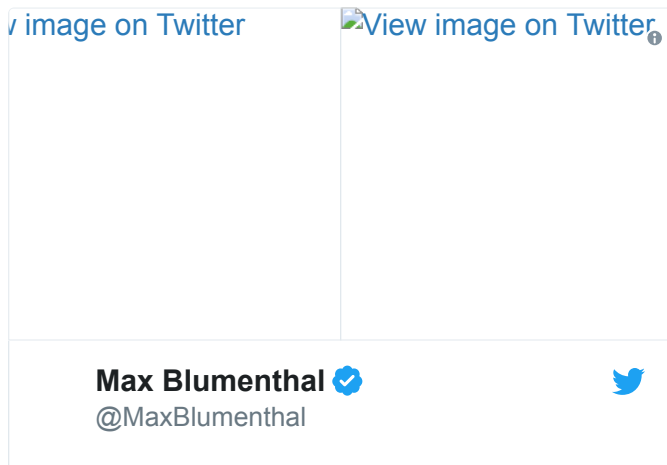 w image on Twitter
View image on Twitter
Max Blumenthal
@MaxBlumenthal